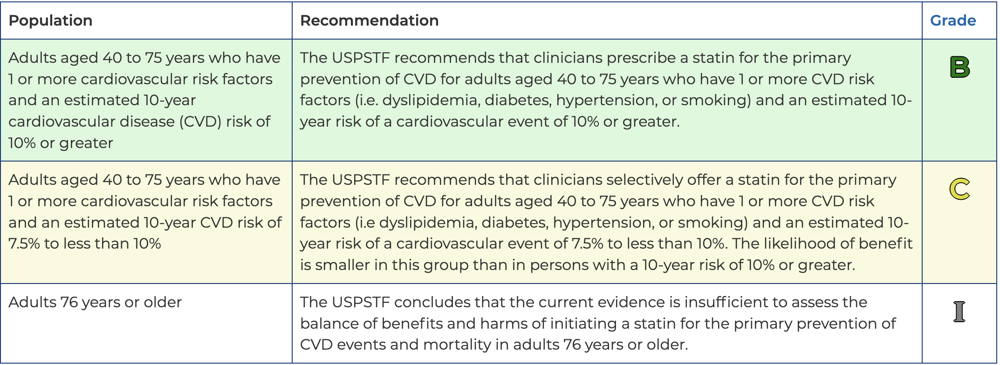 Population
Recommendation
Grade
Adults aged 40 to 75 years who have
1 or more cardiovascular risk factors
and an estimated 10-year
cardiovascular disease (CVD) risk of
10% or greater
The USPSTF recommends that clinicians prescribe a statin for the primary
prevention of CVD for adults aged 40 to 75 years who have 1 or more CVD risk
factors (i.e. dyslipidemia, diabetes, hypertension, or smoking) and an estimated 10-
year risk of a cardiovascular event of 10% or greater.
B
Adults aged 40 to 75 years who have
1 or more cardiovascular risk factors
and an estimated 10-year CVD risk of
7.5% to less than 10%
The USPSTF recommends that clinicians selectively offer a statin for the primary
prevention of CVD for adults aged 40 to 75 years who have 1 or more CVD risk
factors (i.e dyslipidemia, diabetes, hypertension, or smoking) and an estimated 10-
year risk of a cardiovascular event of 7.5% to less than 10%. The likelihood of benefit
is smaller in this group than in persons with a 10-year risk of 10% or greater.
C
Adults 76 years or older
The USPSTF concludes that the current evidence is insufficient to assess the
balance of benefits and harms of initiating a statin for the primary prevention of
CVD events and mortality in adults 76 years or older.
I